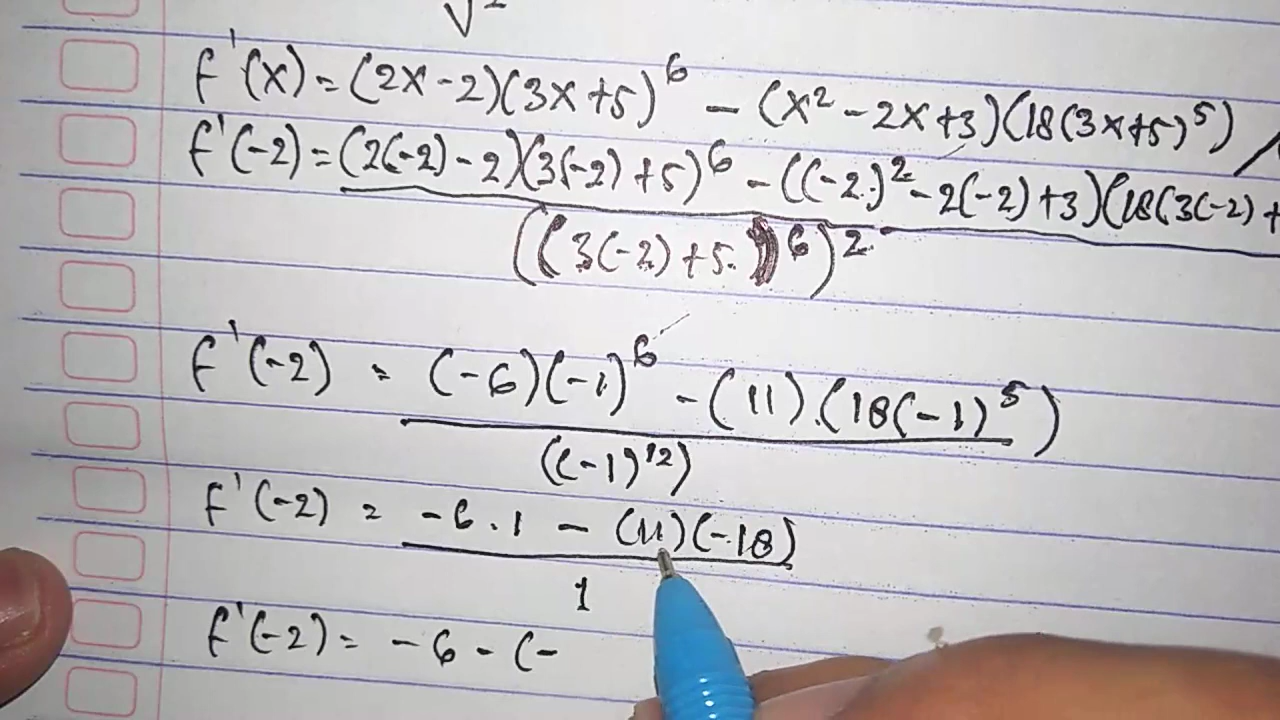 √2
f'(x) = (2x-2)(3x+5)^6 - (x^2-2x+3)(18(3x+5)^5)/
f'(-2) = (2(-2)-2)(3(-2)+5)^6 - ((-2)^2-2(-2)+3)(18(3(-2)+
((3(-2)+5)^6)^2
f'(-2) = (-6)(-1)^6 - (11).(18(-1)^5)
((-1)^12)
f'(-2) = -6.1 - (11)(-18)
1
f'(-2) = -6-(-